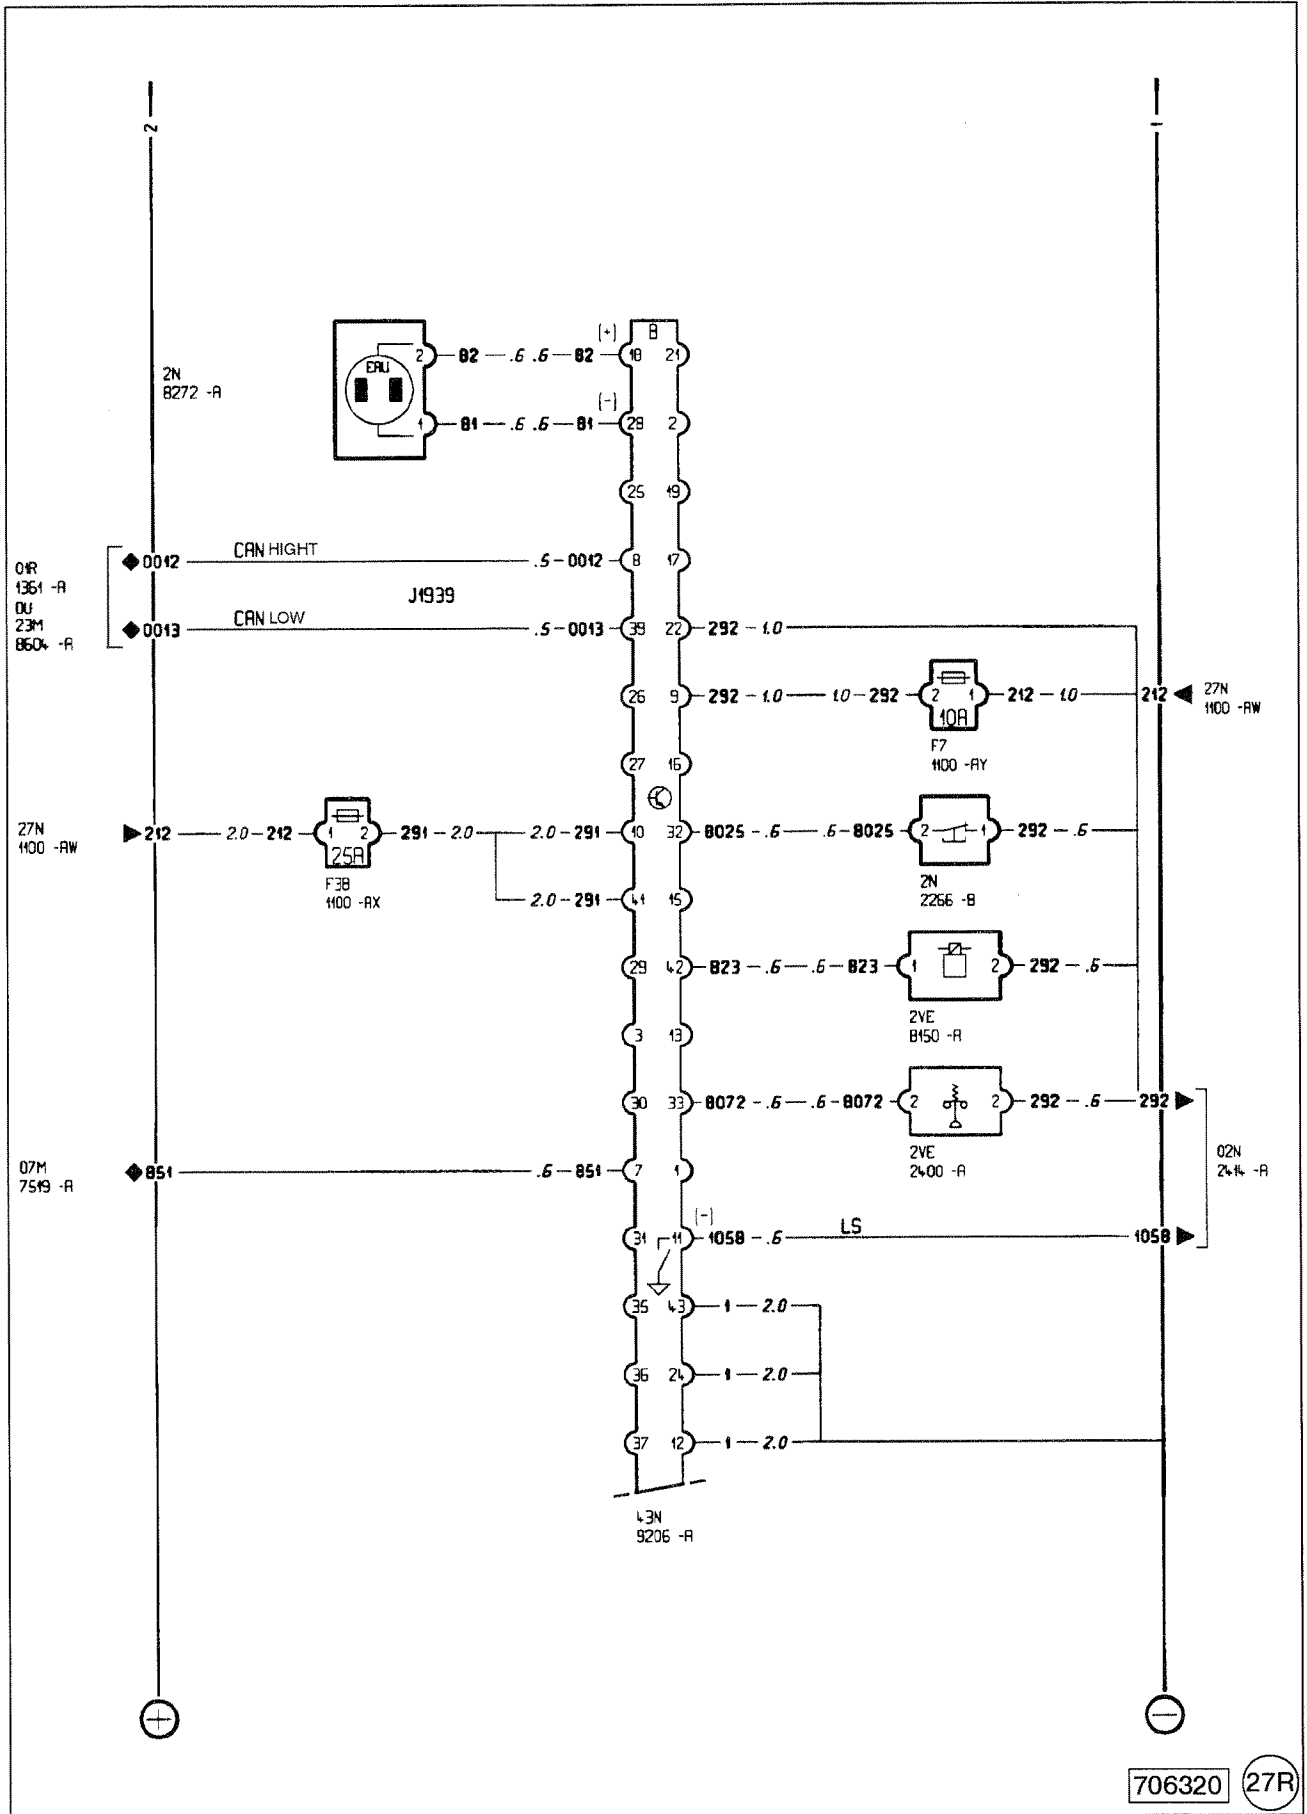 2
1
B
(+)
2 82 .6 .6 82 18 21
EAU
2N
8272 -A
(-)
1 81 .6 .6 81 28 2
25 19
0012 CAN HIGHT .5 0012 8 17
01R
1361 -A
OU
23M
8604 -A
J1939
0013 CAN LOW .5 0013 39 22 292 1.0
26 9 292 1.0 1.0 292 2 1 212 1.0 212
10A
27N
1100 -AW
F7
1100 -AY
27 16
27N
1100 -AW
212 2.0 212 1 2 291 2.0 2.0 291 10 32 8025 .6 .6 8025 2 1 292 .6
25A
F38
1100 -AX
2N
2266 -B
2.0 291 41 15
29 42 823 .6 .6 823 1 2 292 .6
2VE
8150 -A
3 13
30 33 8072 .6 .6 8072 2 2 292 .6 292
2VE
2400 -A
02N
2414 -A
07M
7519 -A
851 .6 851 7 1
(-)
31 11 1058 .6 LS 1058
35 43 1 2.0
36 24 1 2.0
37 12 1 2.0
43N
9206 -A
+
−
706320 27R